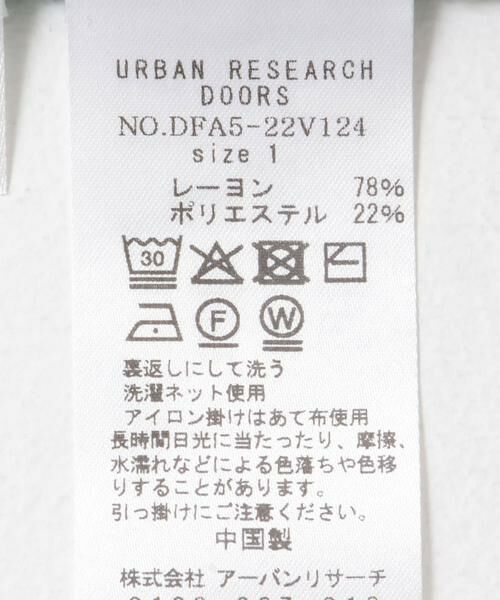 URBAN RESEARCH
DOORS
NO.DFA5-22V124
size 1
レーヨン 78%
ポリエステル 22%
30
F W
裏返しにして洗う
洗濯ネット使用
アイロン掛けはあて布使用
長時間日光に当たったり、摩擦、
水濡れなどによる色落ちや色移
りすることがあります。
引っ掛けにご注意ください。
中国製
株式会社 アーバンリサーチ